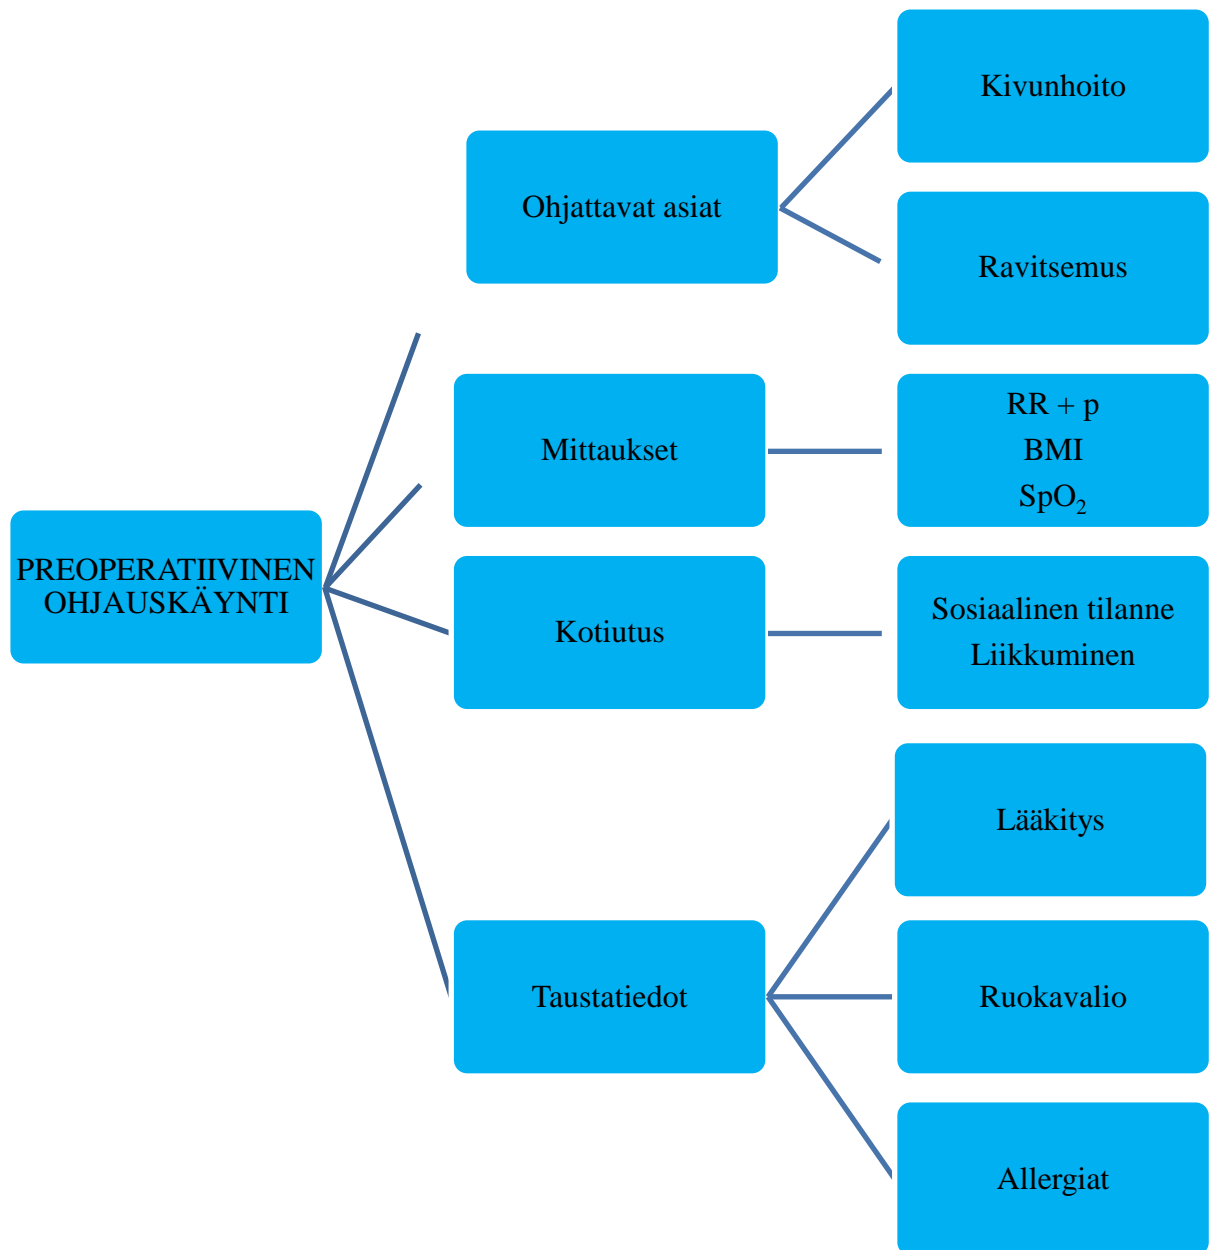 PREOPERATIIVINEN
OHJAUSKÄYNTI
Ohjattavat asiat
Kivunhoito
Ravitsemus
Mittaukset
RR + p
BMI
SpO₂
Kotiutus
Sosiaalinen tilanne
Liikkuminen
Taustatiedot
Lääkitys
Ruokavalio
Allergiat